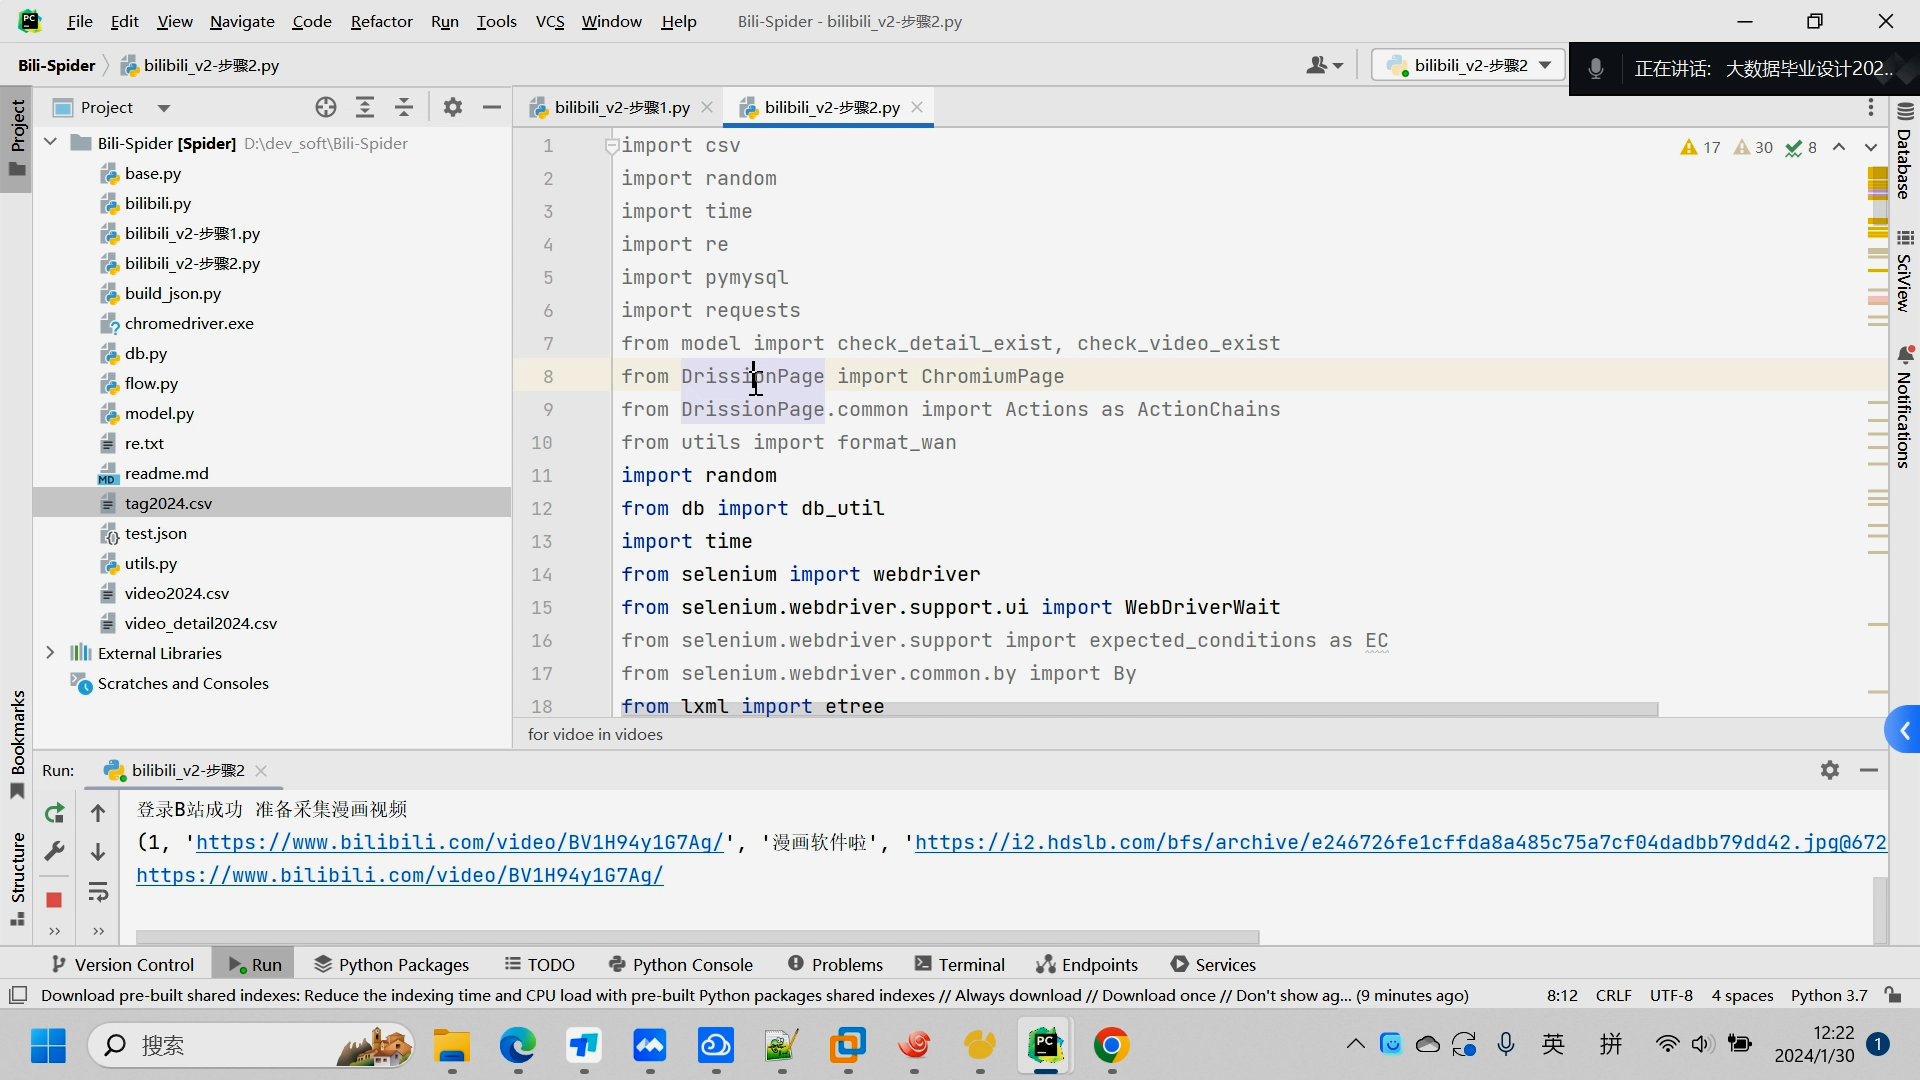 File Edit View Navigate Code Refactor Run Tools VCS Window Help Bili-Spider - bilibili_v2-步骤2.py
Bili-Spider bilibili_v2-步骤2.py bilibili_v2-步骤2 正在讲话: 大数据毕业设计202...
Project
bilibili_v2-步骤1.py bilibili_v2-步骤2.py
Project
Bili-Spider [Spider] D:\dev_soft\Bili-Spider
base.py
bilibili.py
bilibili_v2-步骤1.py
bilibili_v2-步骤2.py
build_json.py
chromedriver.exe
db.py
flow.py
model.py
re.txt
readme.md
tag2024.csv
test.json
utils.py
video2024.csv
video_detail2024.csv
External Libraries
Scratches and Consoles
1 import csv
2 import random
3 import time
4 import re
5 import pymysql
6 import requests
7 from model import check_detail_exist, check_video_exist
8 from DrissionPage import ChromiumPage
9 from DrissionPage.common import Actions as ActionChains
10 from utils import format_wan
11 import random
12 from db import db_util
13 import time
14 from selenium import webdriver
15 from selenium.webdriver.support.ui import WebDriverWait
16 from selenium.webdriver.support import expected_conditions as EC
17 from selenium.webdriver.common.by import By
18 from lxml import etree
17 30 8
for vidoe in vidoes
Database
SciView
Notifications
Bookmarks
Structure
Run: bilibili_v2-步骤2
登录B站成功 准备采集漫画视频
(1, 'https://www.bilibili.com/video/BV1H94y1G7Ag/', '漫画软件啦', 'https://i2.hdslb.com/bfs/archive/e246726fe1cffda8a485c75a7cf04dadbb79dd42.jpg@672
https://www.bilibili.com/video/BV1H94y1G7Ag/
Version Control Run Python Packages TODO Python Console Problems Terminal Endpoints Services
Download pre-built shared indexes: Reduce the indexing time and CPU load with pre-built Python packages shared indexes // Always download // Download once // Don't show ag... (9 minutes ago) 8:12 CRLF UTF-8 4 spaces Python 3.7
搜索 PC 英 拼 12:22
2024/1/30 1